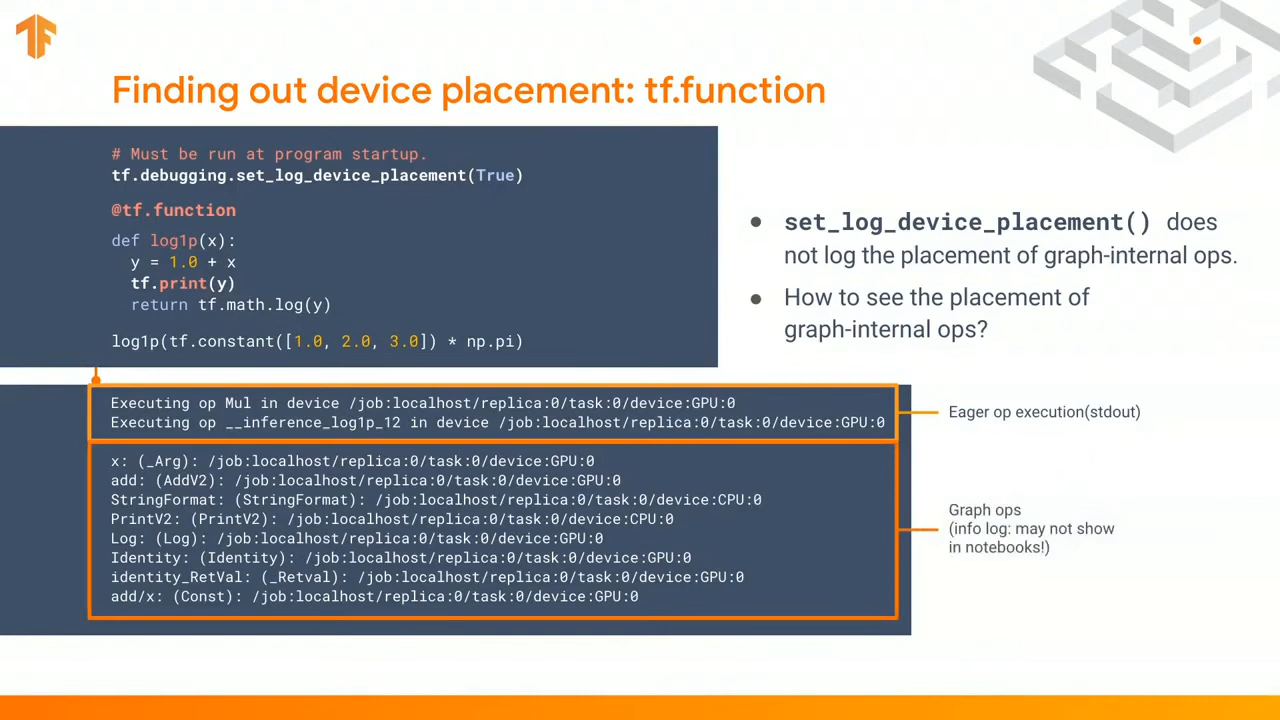 Finding out device placement: tf.function
# Must be run at program startup.
tf.debugging.set_log_device_placement(True)
@tf.function
def log1p(x):
y = 1.0 + x
tf.print(y)
return tf.math.log(y)
log1p(tf.constant([1.0, 2.0, 3.0]) * np.pi)
● set_log_device_placement() does
not log the placement of graph-internal ops.
● How to see the placement of
graph-internal ops?
Executing op Mul in device /job:localhost/replica:0/task:0/device:GPU:0
Executing op __inference_log1p_12 in device /job:localhost/replica:0/task:0/device:GPU:0
Eager op execution(stdout)
x: (_Arg): /job:localhost/replica:0/task:0/device:GPU:0
add: (AddV2): /job:localhost/replica:0/task:0/device:GPU:0
StringFormat: (StringFormat): /job:localhost/replica:0/task:0/device:CPU:0
PrintV2: (PrintV2): /job:localhost/replica:0/task:0/device:CPU:0
Log: (Log): /job:localhost/replica:0/task:0/device:GPU:0
Identity: (Identity): /job:localhost/replica:0/task:0/device:GPU:0
identity_RetVal: (_Retval): /job:localhost/replica:0/task:0/device:GPU:0
add/x: (Const): /job:localhost/replica:0/task:0/device:GPU:0
Graph ops
(info log: may not show
in notebooks!)